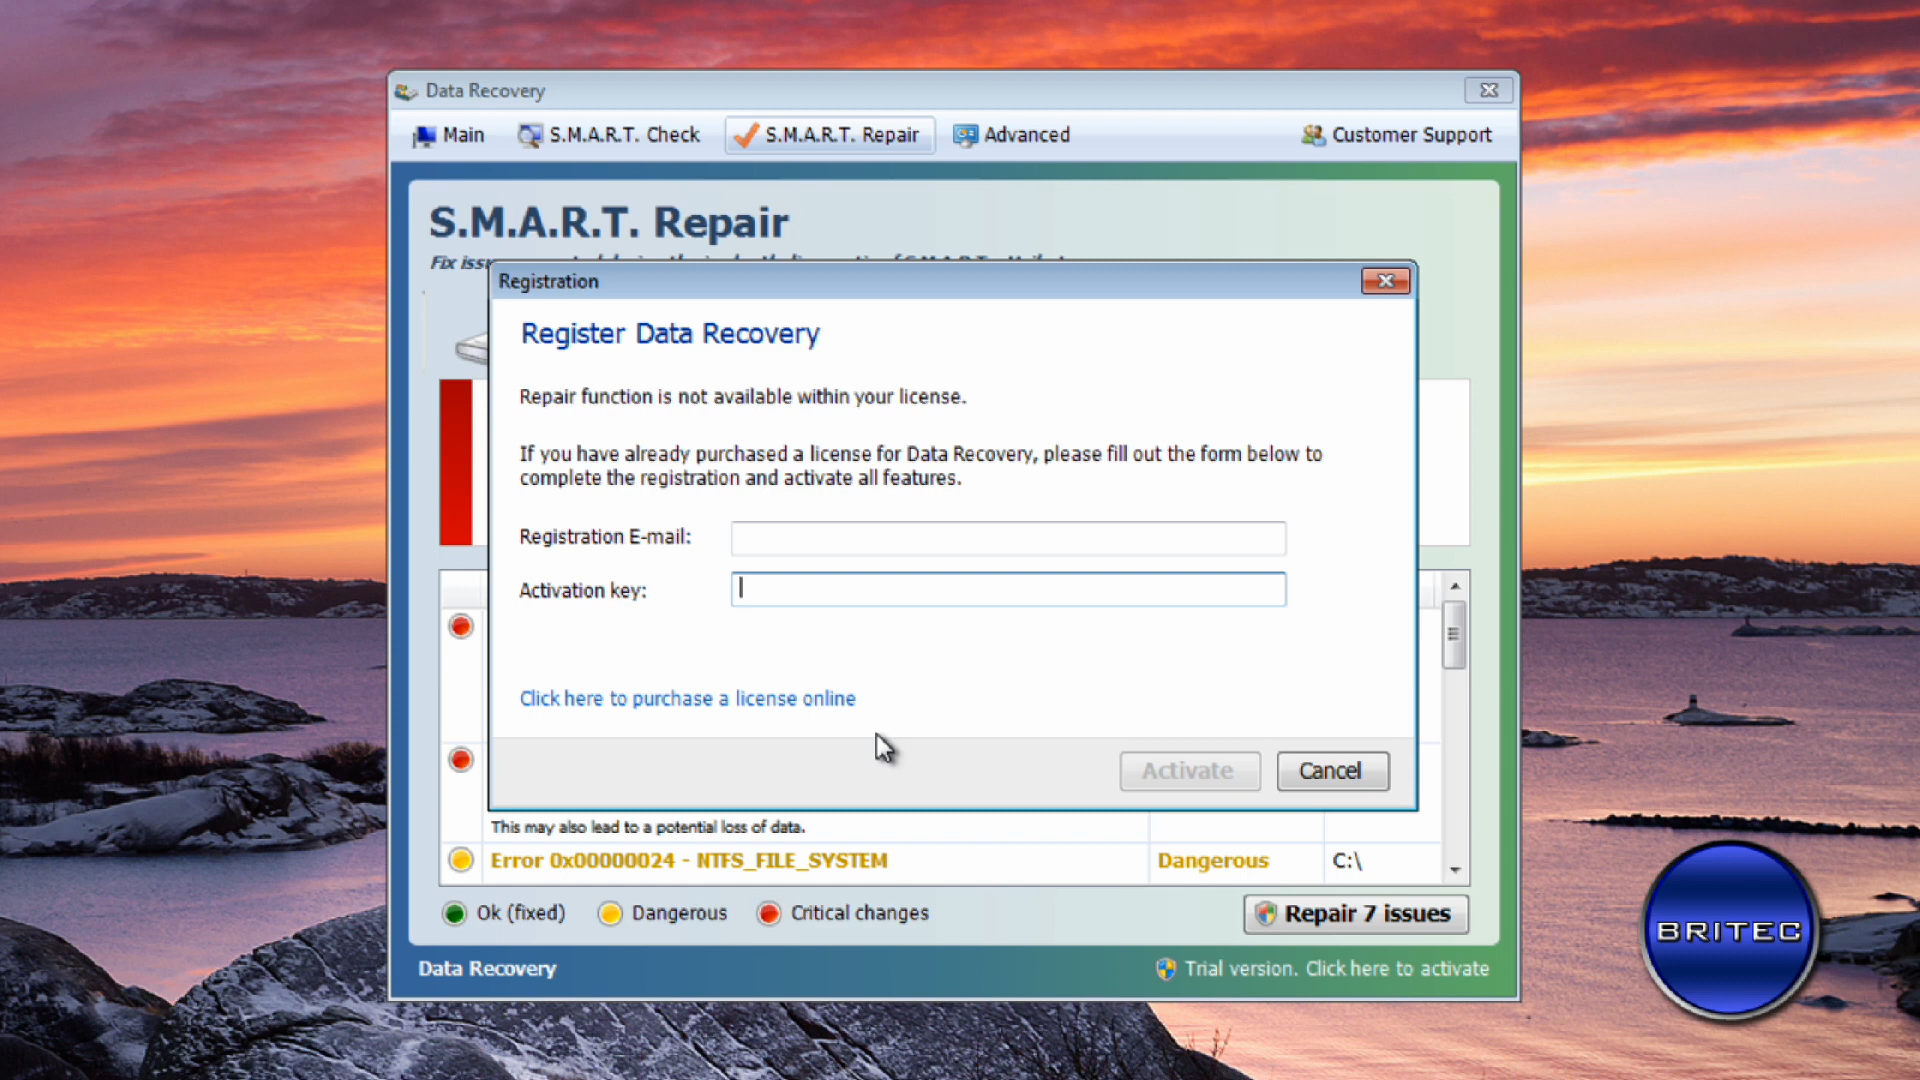 Data Recovery
Main
S.M.A.R.T. Check
S.M.A.R.T. Repair
Advanced
Customer Support
S.M.A.R.T. Repair
Fix
Registration
Register Data Recovery
Repair function is not available within your license.
If you have already purchased a license for Data Recovery, please fill out the form below to
complete the registration and activate all features.
Registration E-mail:
Activation key:
Click here to purchase a license online
Activate
Cancel
This may also lead to a potential loss of data.
Error 0x00000024 - NTFS_FILE_SYSTEM
Dangerous
C:\
Ok (fixed)
Dangerous
Critical changes
Repair 7 issues
Data Recovery
Trial version. Click here to activate
BRITEC